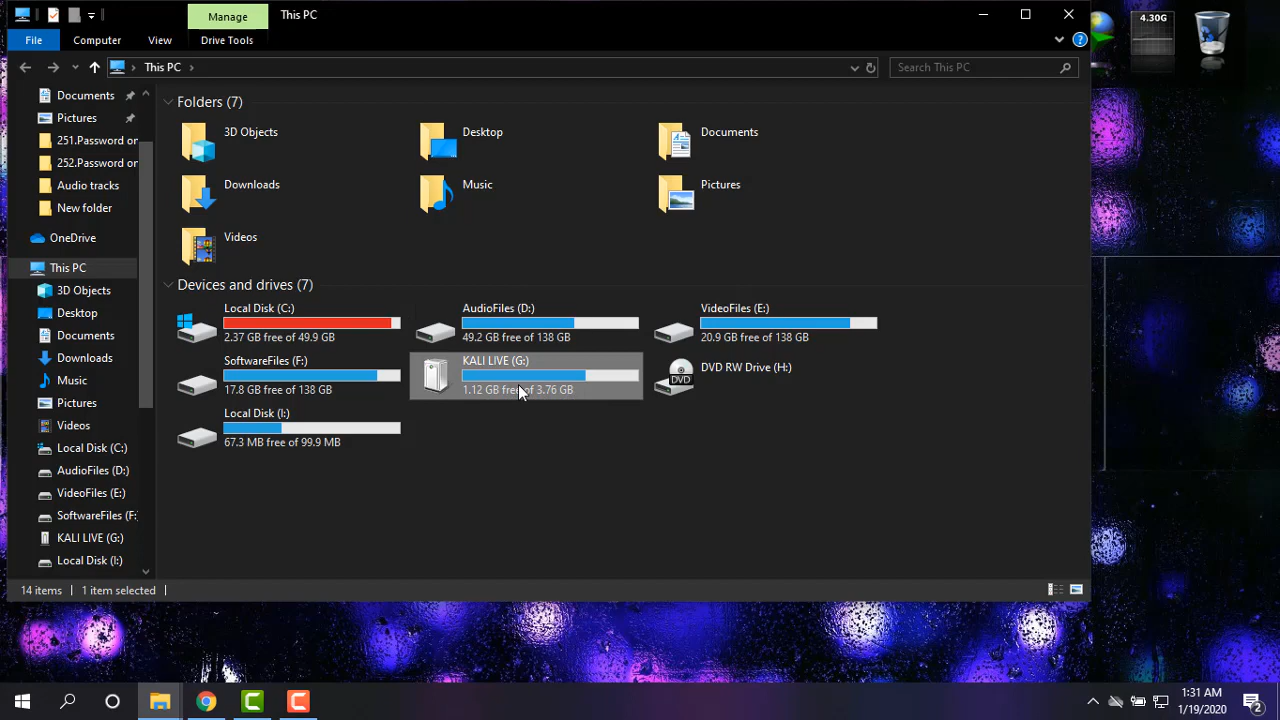 Manage
This PC
File
Computer
View
Drive Tools
This PC
Search This PC
4.30G
Documents
Pictures
251.Password on
252.Password on
Audio tracks
New folder
OneDrive
This PC
3D Objects
Desktop
Documents
Downloads
Music
Pictures
Videos
Local Disk (C:)
AudioFiles (D:)
VideoFiles (E:)
SoftwareFiles (F:
KALI LIVE (G:)
Local Disk (I:)
Folders (7)
3D Objects
Desktop
Documents
Downloads
Music
Pictures
Videos
Devices and drives (7)
Local Disk (C:)
2.37 GB free of 49.9 GB
AudioFiles (D:)
49.2 GB free of 138 GB
VideoFiles (E:)
20.9 GB free of 138 GB
SoftwareFiles (F:)
17.8 GB free of 138 GB
KALI LIVE (G:)
1.12 GB free of 3.76 GB
DVD RW Drive (H:)
DVD
Local Disk (I:)
67.3 MB free of 99.9 MB
14 items
1 item selected
1:31 AM
1/19/2020
2